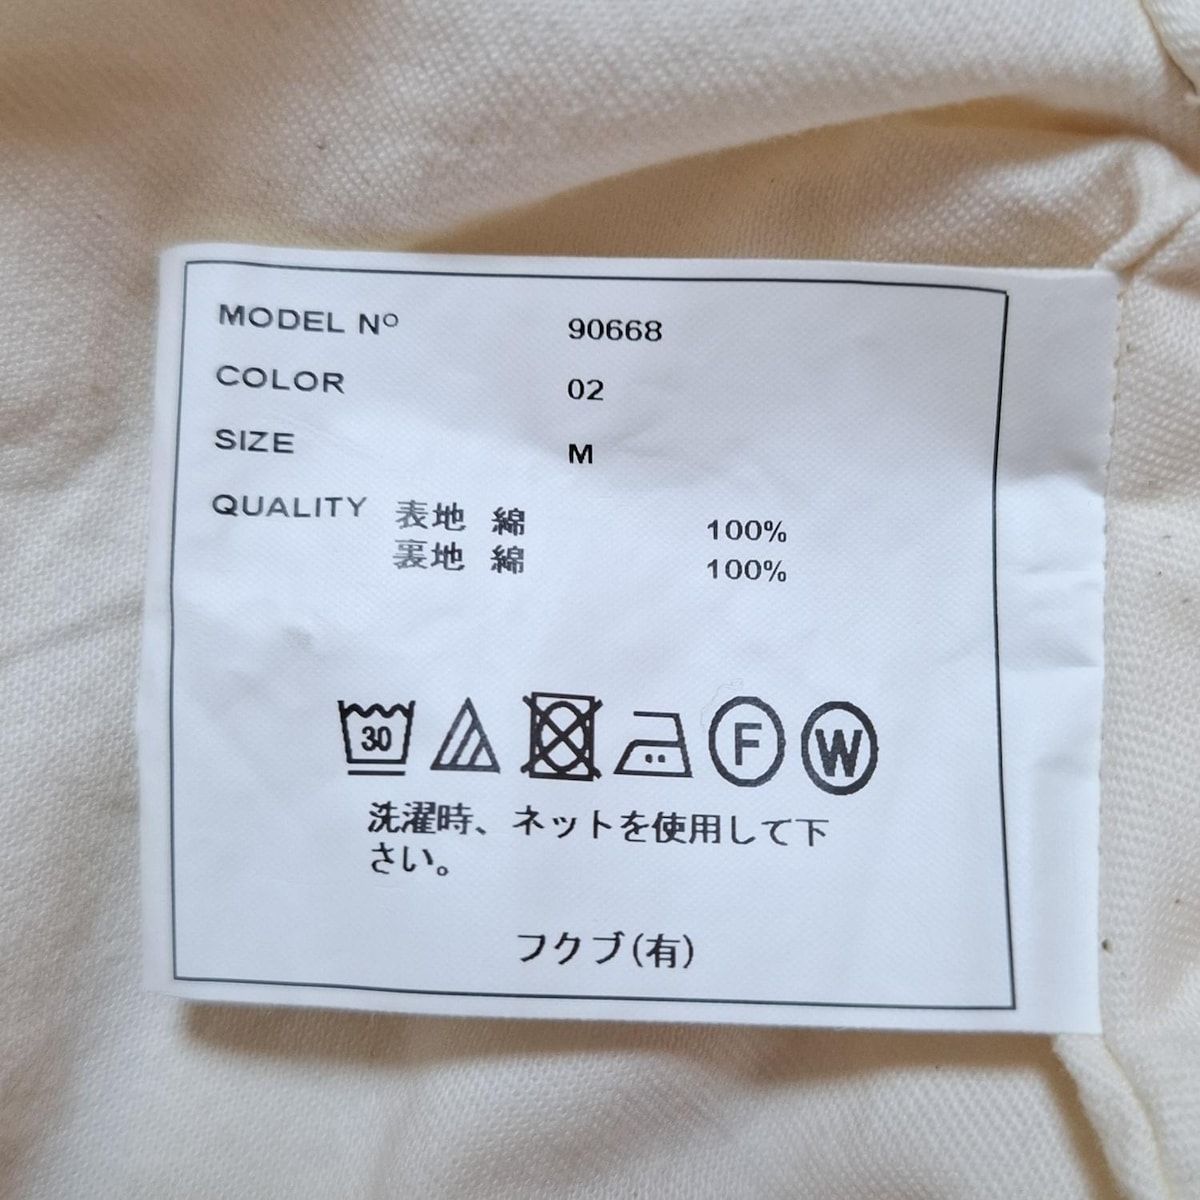 MODEL Nº 90668
COLOR 02
SIZE M
QUALITY 表地 綿 100%
裏地 綿 100%
30 F W
洗濯時、ネットを使用して下
さい。
フクブ(有)